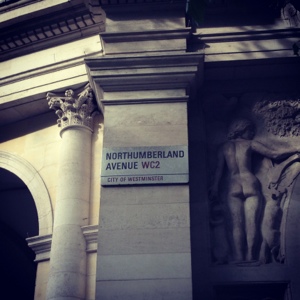 NORTHUMBERLAND
AVENUE WC2
CITY OF WESTMINSTER